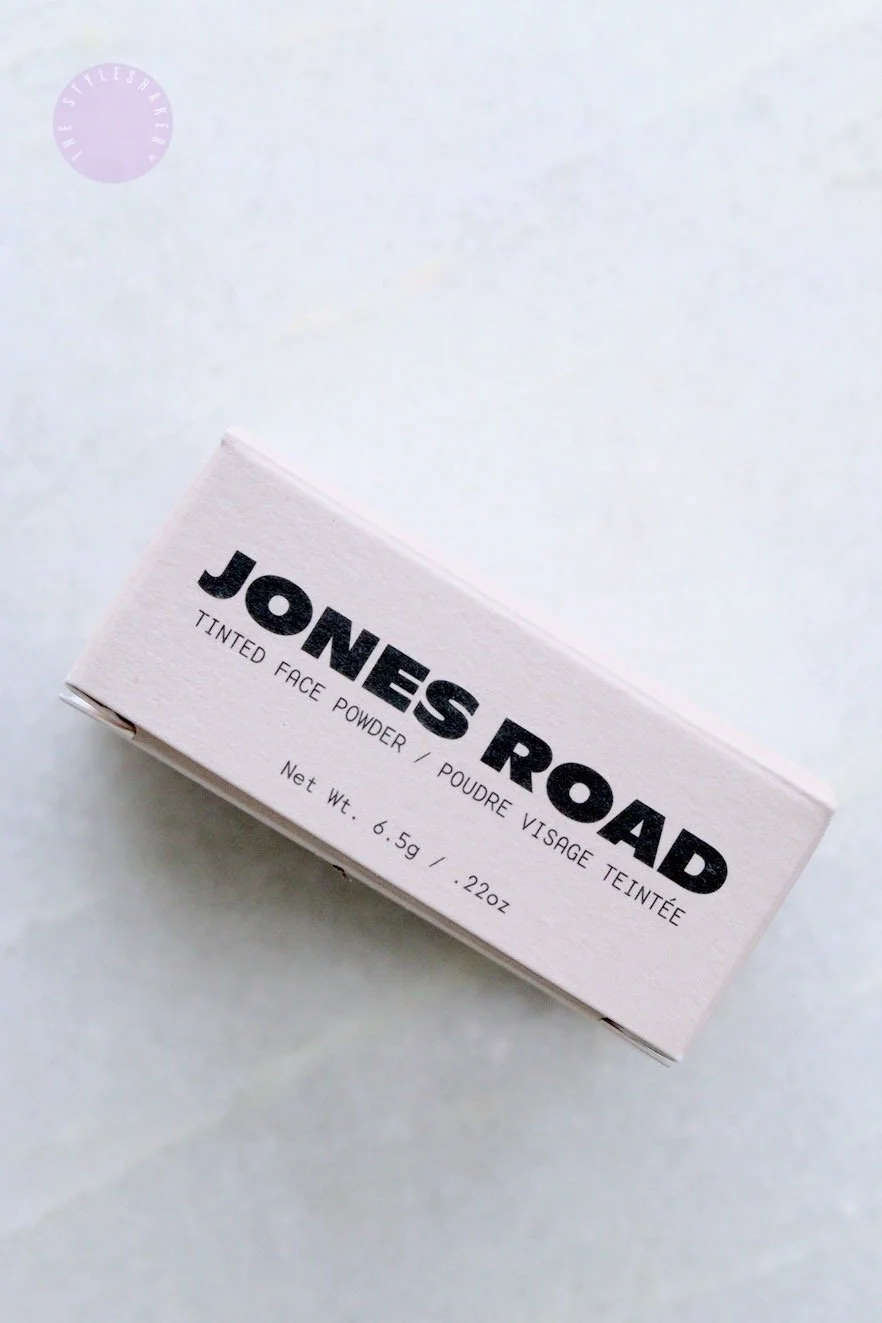 THE STYLESHAKER
JONES ROAD
TINTED FACE POWDER / POUDRE VISAGE TEINTÉE
Net Wt. 6.5g / .22oz